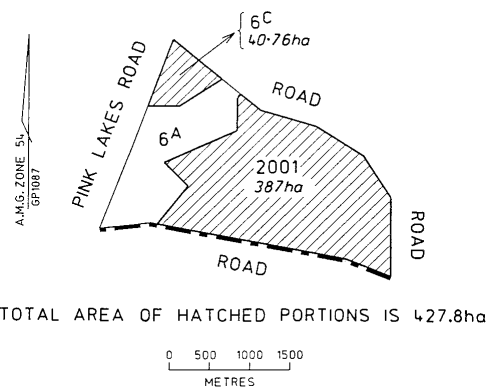 6C
40·76ha
ROAD
PINK LAKES ROAD
6A
2001
387ha
ROAD
ROAD
A.M.G. ZONE 54
GP1087
TOTAL AREA OF HATCHED PORTIONS IS 427.8ha
0 500 1000 1500
METRES